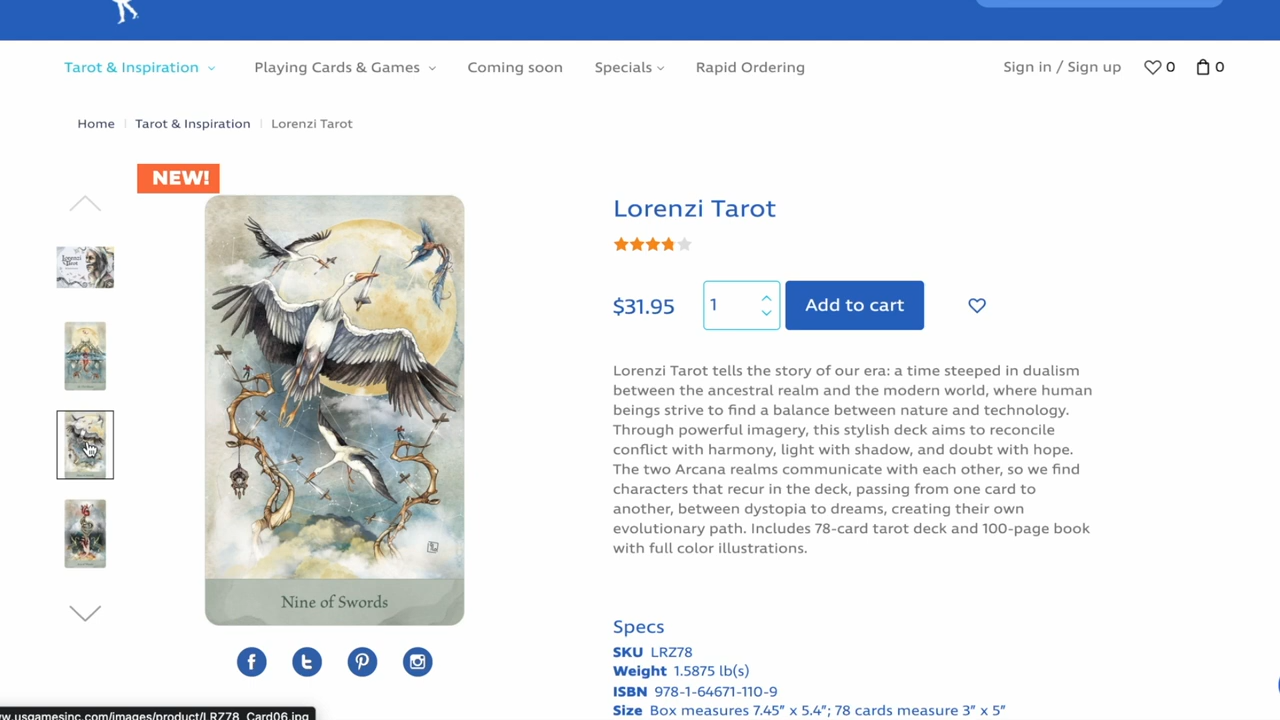 Tarot & Inspiration
Playing Cards & Games
Coming soon
Specials
Rapid Ordering
Sign in / Sign up
0
0
Home
Tarot & Inspiration
Lorenzi Tarot
NEW!
Lorenzi
Tarot
Nine of Swords
Lorenzi Tarot
$31.95
1
Add to cart
Lorenzi Tarot tells the story of our era: a time steeped in dualism
between the ancestral realm and the modern world, where human
beings strive to find a balance between nature and technology.
Through powerful imagery, this stylish deck aims to reconcile
conflict with harmony, light with shadow, and doubt with hope.
The two Arcana realms communicate with each other, so we find
characters that recur in the deck, passing from one card to
another, between dystopia to dreams, creating their own
evolutionary path. Includes 78-card tarot deck and 100-page book
with full color illustrations.
Specs
SKU LRZ78
Weight 1.5875 lb(s)
ISBN 978-1-64671-110-9
Size Box measures 7.45” x 5.4”; 78 cards measure 3” x 5”
.usgamesinc.com/images/product/LRZ78_Card06.jpg